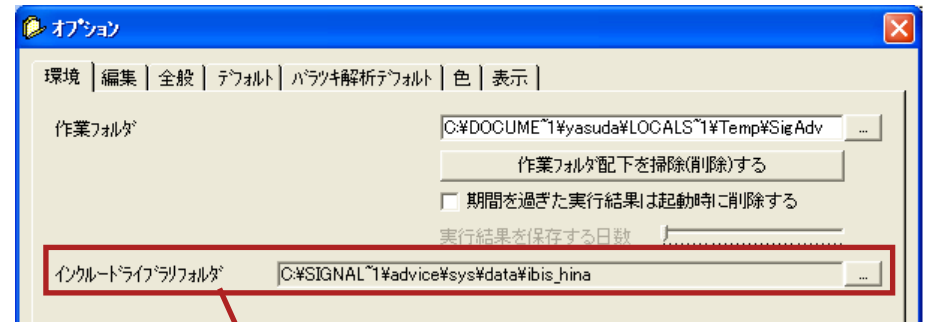 オプション
環境 編集 全般 デフォルト バラツキ解析デフォルト 色 表示
作業フォルダ C:¥DOCUME~1¥yasuda¥LOCALS~1¥Temp¥SigAdv ...
作業フォルダ配下を掃除(削除)する
期間を過ぎた実行結果は起動時に削除する
実行結果を保存する日数
インクルードライブラリフォルダ C:¥SIGNAL~1¥advice¥sys¥data¥ibis_hina ...